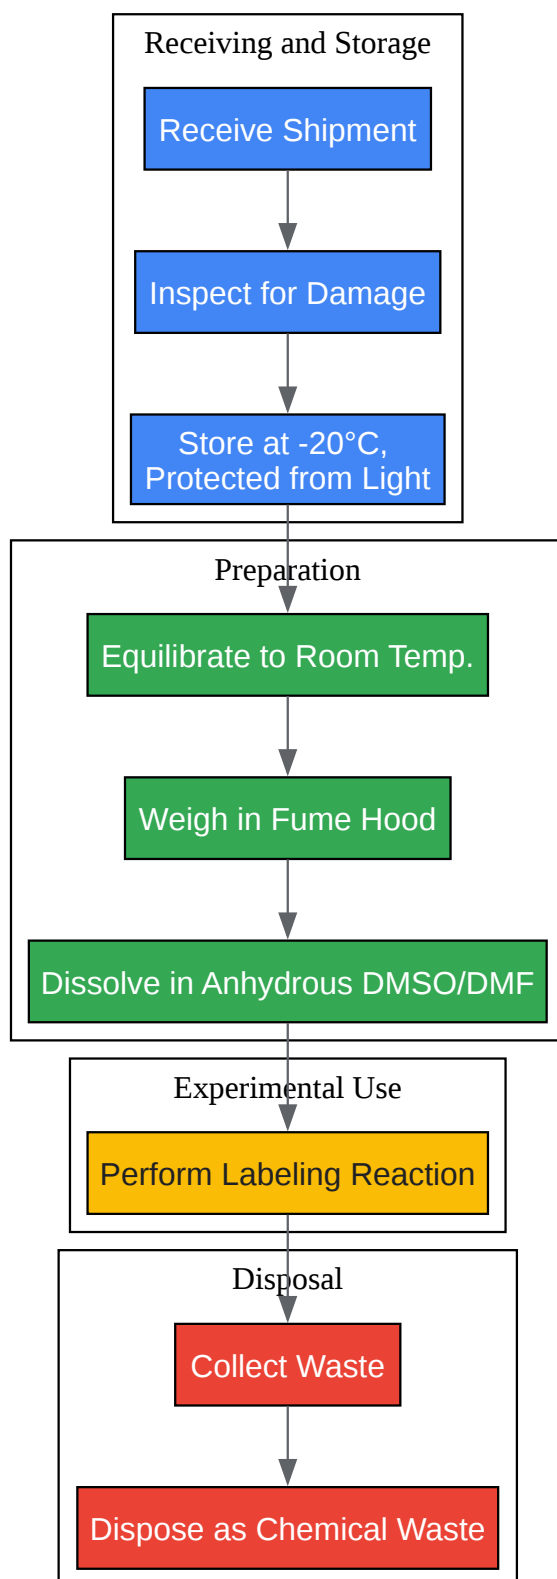 Receiving and Storage
Receive Shipment
Inspect for Damage
Store at -20°C,
Protected from Light
Preparation
Equilibrate to Room Temp.
Weigh in Fume Hood
Dissolve in Anhydrous DMSO/DMF
Experimental Use
Perform Labeling Reaction
Disposal
Collect Waste
Dispose as Chemical Waste